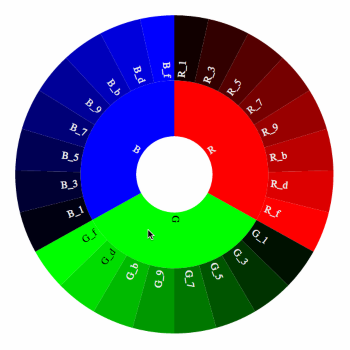 R
R_1
R_3
R_5
R_7
R_9
R_b
R_d
R_f
G
G_1
G_3
G_5
G_7
G_9
G_b
G_d
G_f
B
B_1
B_3
B_5
B_7
B_9
B_b
B_d
B_f